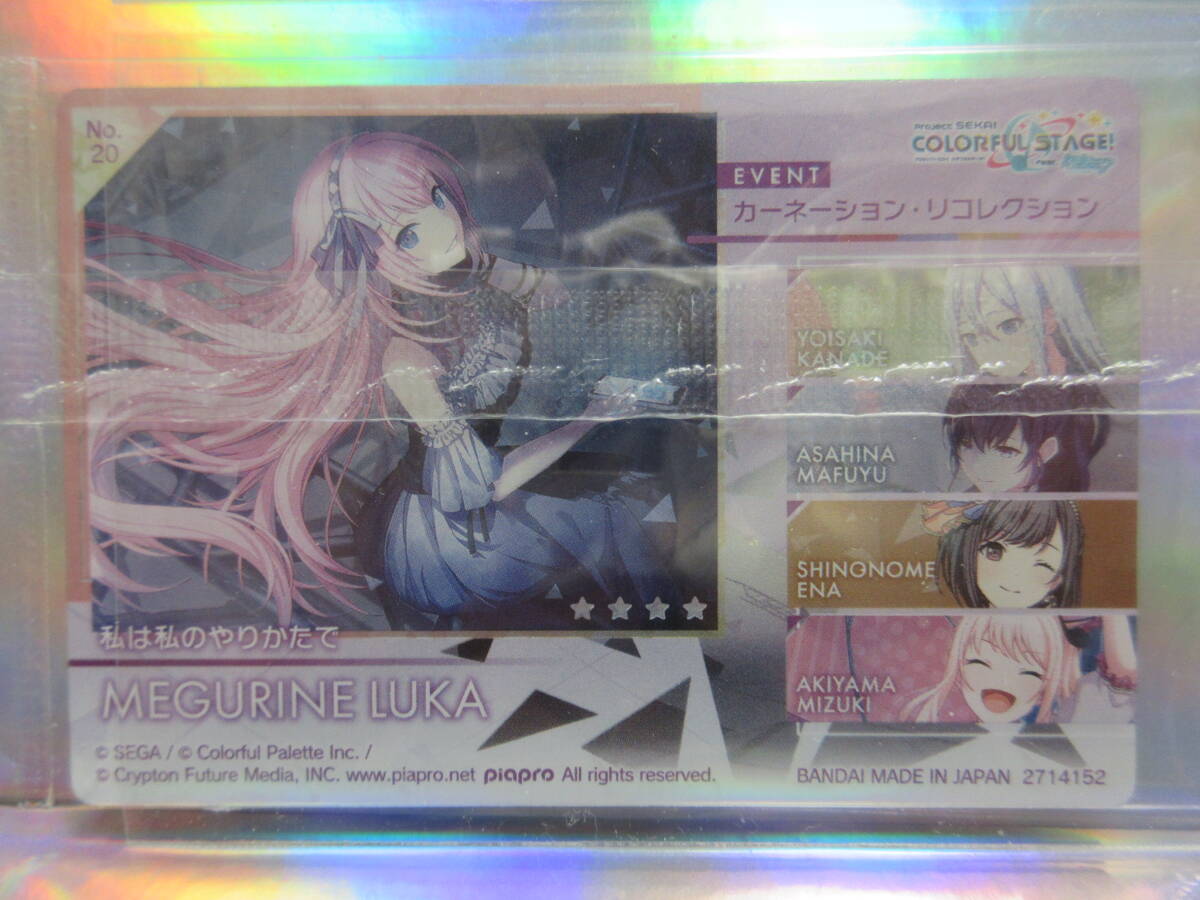 No.
20
Project SEKAI
COLORFUL STAGE!
feat.
EVENT
カーネーション・リコレクション
YOISAKI
KANADE
ASAHINA
MAFUYU
SHINONOME
ENA
AKIYAMA
MIZUKI
私は私のやりかたで
MEGURINE LUKA
© SEGA / © Colorful Palette Inc. /
© Crypton Future Media, INC. www.piapro.net piapro All rights reserved.
BANDAI MADE IN JAPAN 2714152